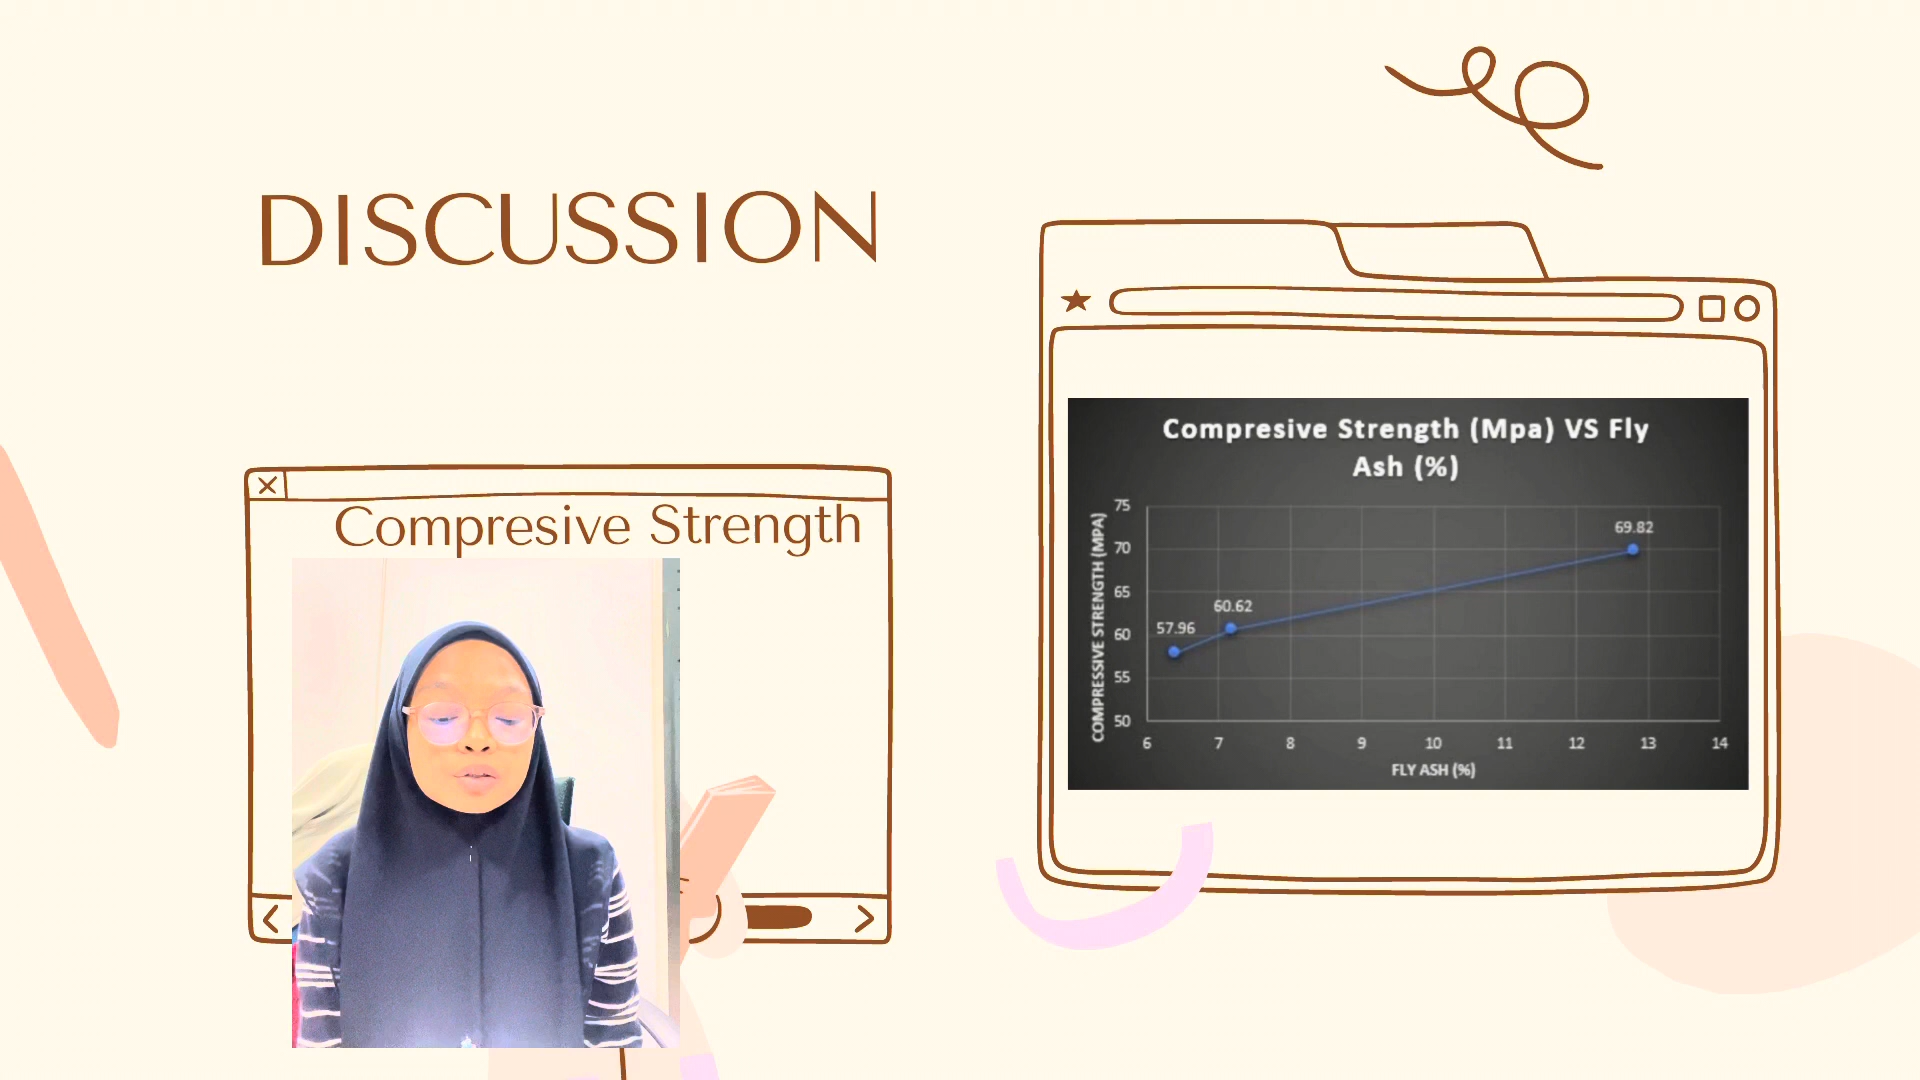 DISCUSSION
Compresive Strength
Compresive Strength (Mpa) VS Fly
Ash (%)
COMPRESSIVE STRENGTH (MPA)
75
70
65
60
55
50
57.96
60.62
69.82
6 7 8 9 10 11 12 13 14
FLY ASH (%)